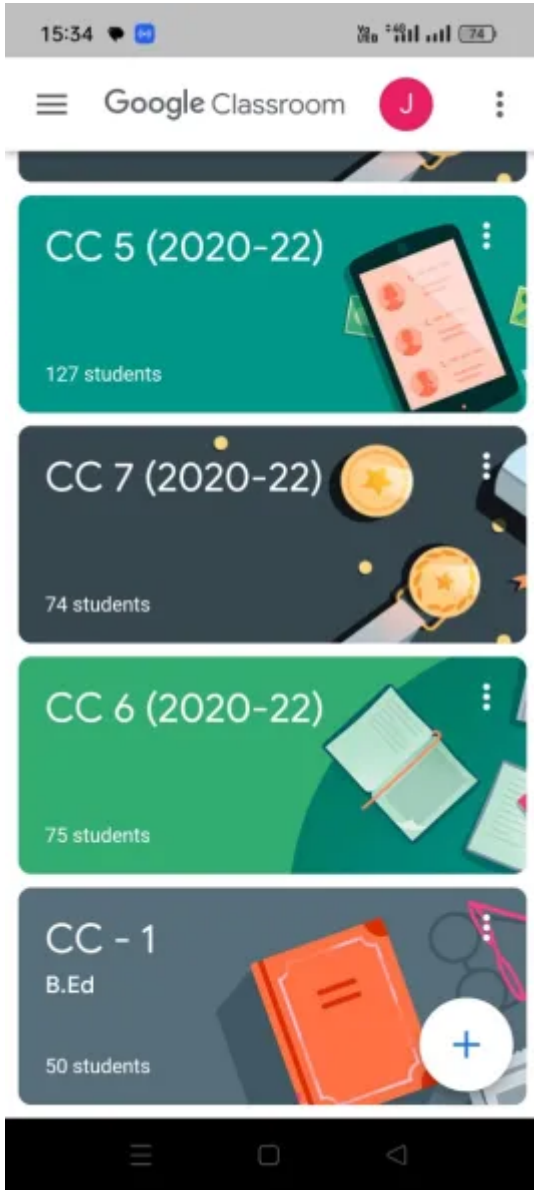 15:34 74
Google Classroom J
CC 5 (2020-22)
127 students
CC 7 (2020-22)
74 students
CC 6 (2020-22)
75 students
CC - 1
B.Ed
50 students